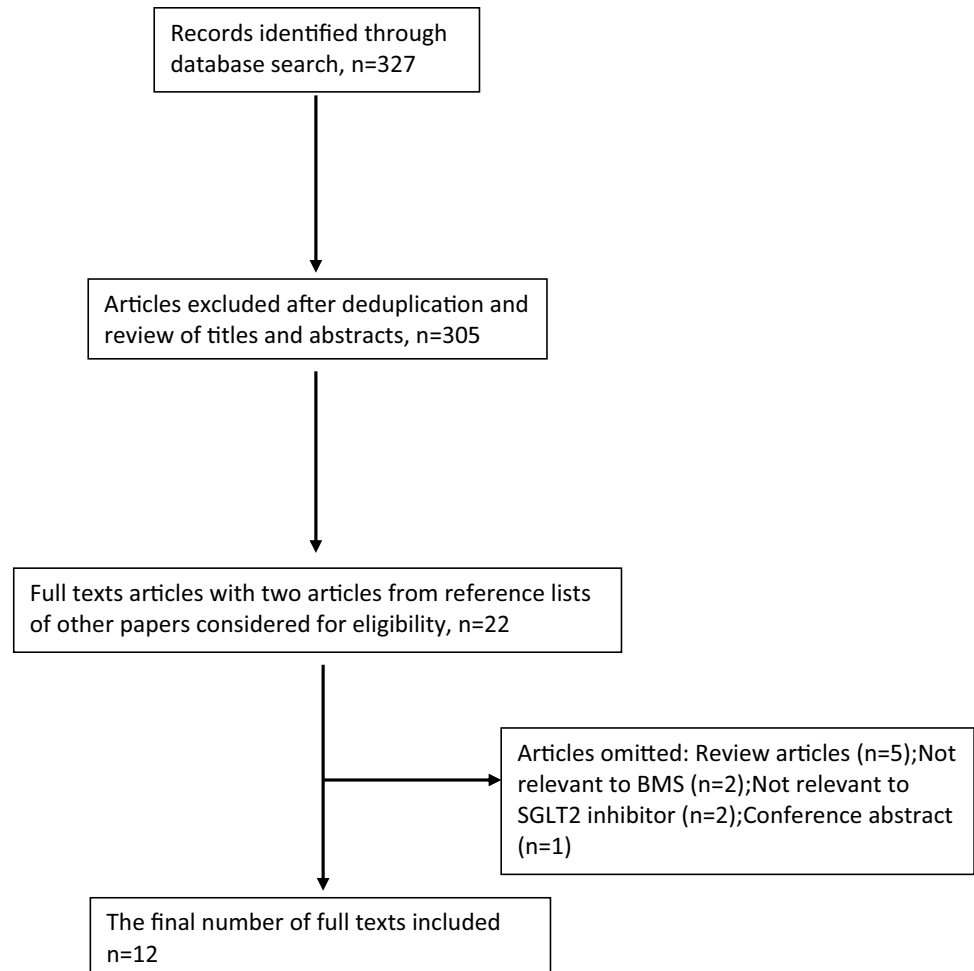 Records identified through
database search, n=327
Articles excluded after deduplication and
review of titles and abstracts, n=305
Full texts articles with two articles from reference lists
of other papers considered for eligibility, n=22
Articles omitted: Review articles (n=5);Not
relevant to BMS (n=2);Not relevant to
SGLT2 inhibitor (n=2);Conference abstract
(n=1)
The final number of full texts included
n=12